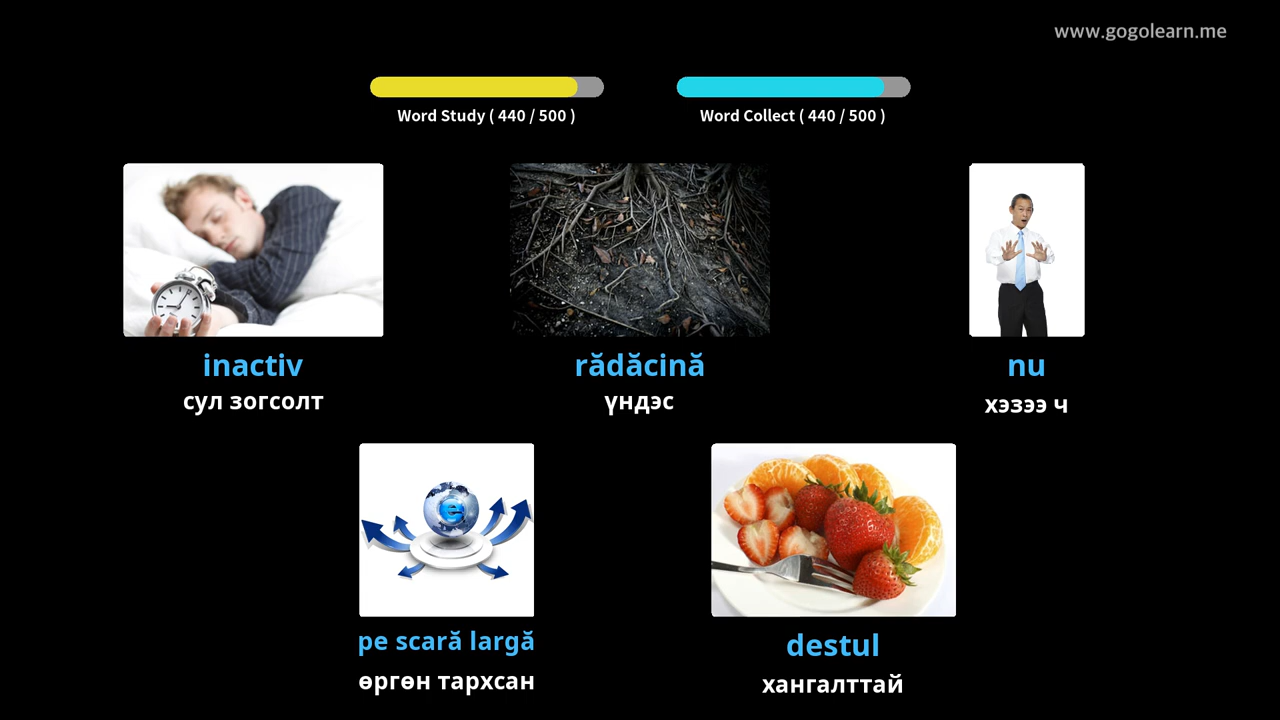 www.gogolearn.me
Word Study ( 440 / 500 )
Word Collect ( 440 / 500 )
inactiv
сул зогсолт
rădăcină
үндэс
nu
хэзээ ч
pe scară largă
өргөн тархсан
destul
хангалттай